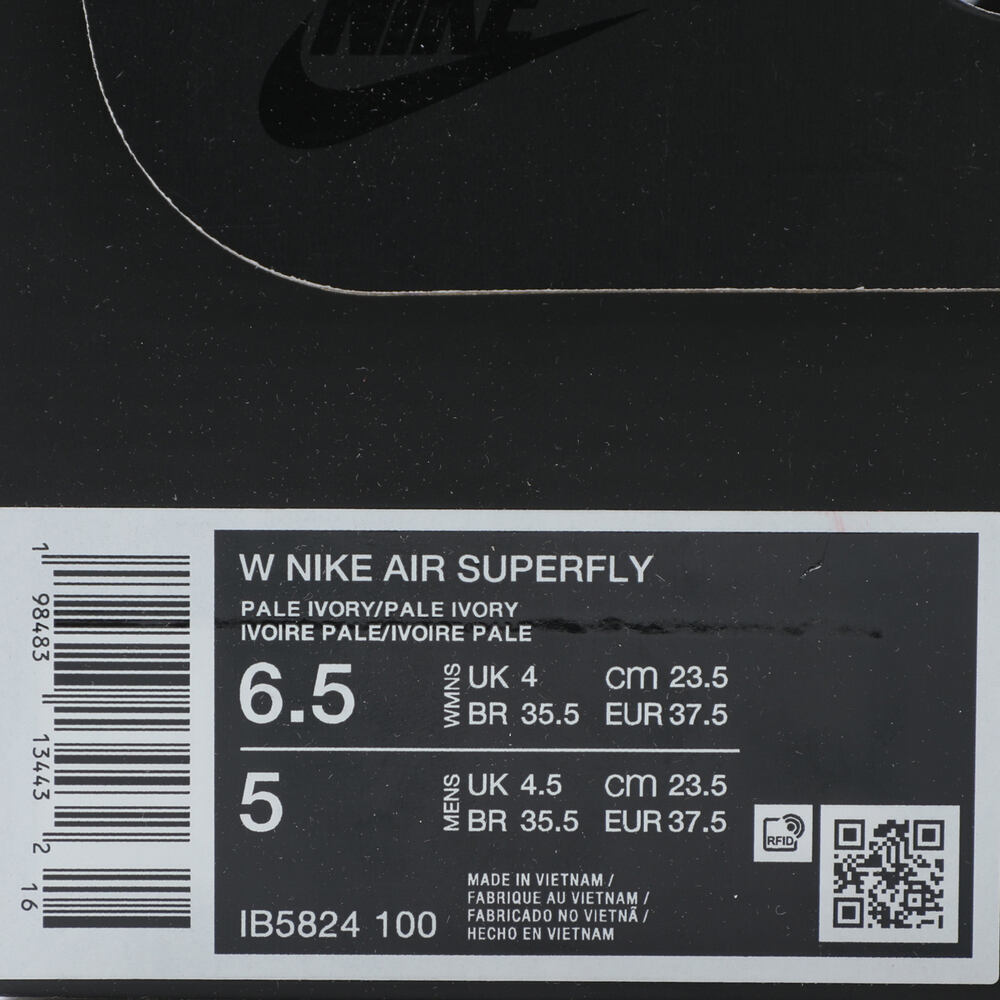 NIKE
W NIKE AIR SUPERFLY
PALE IVORY/PALE IVORY
IVOIRE PALE/IVOIRE PALE
6.5 WMNS UK 4 cm 23.5
BR 35.5 EUR 37.5
5 MENS UK 4.5 cm 23.5
BR 35.5 EUR 37.5
RFID
MADE IN VIETNAM /
FABRIQUE AU VIETNAM /
FABRICADO NO VIETNÃ /
HECHO EN VIETNAM
IB5824 100
1 98483 13443 2 16